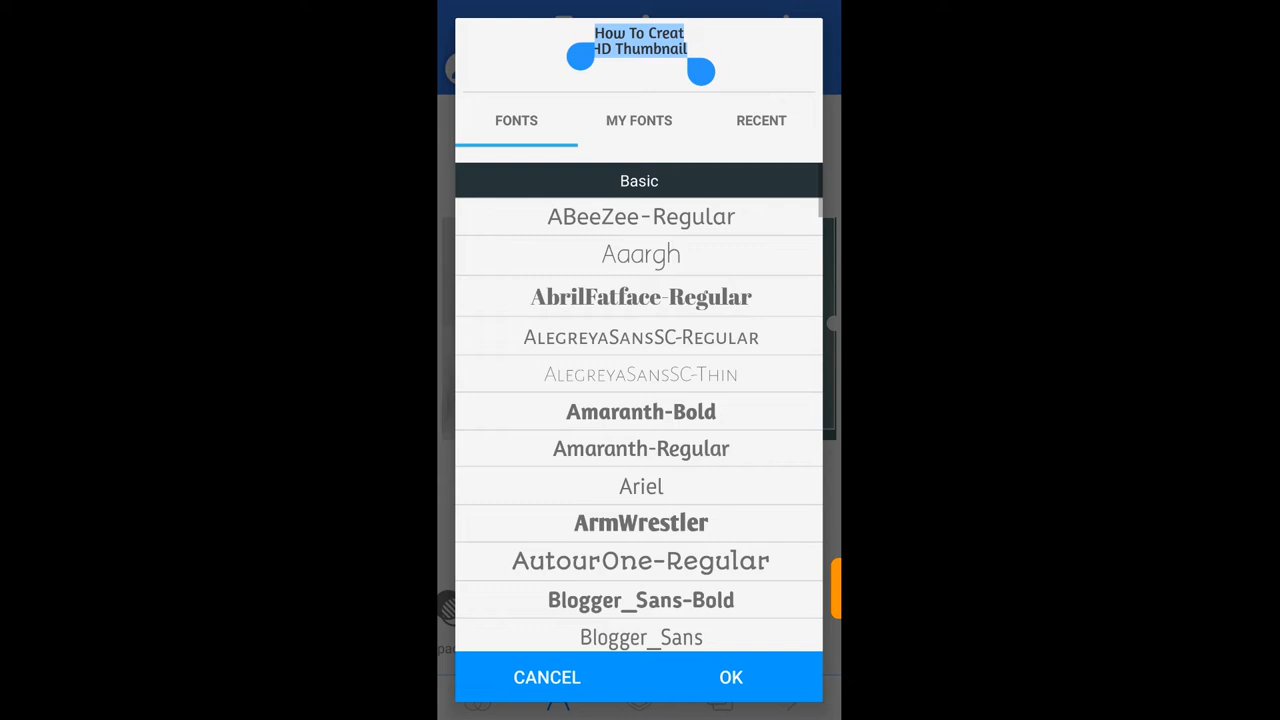 How To Creat
HD Thumbnail
FONTS
MY FONTS
RECENT
Basic
ABeeZee-Regular
Aaargh
AbrilFatface-Regular
AlegreyaSansSC-Regular
AlegreyaSansSC-Thin
Amaranth-Bold
Amaranth-Regular
Ariel
ArmWrestler
AutourOne-Regular
Blogger_Sans-Bold
Blogger_Sans
CANCEL
OK